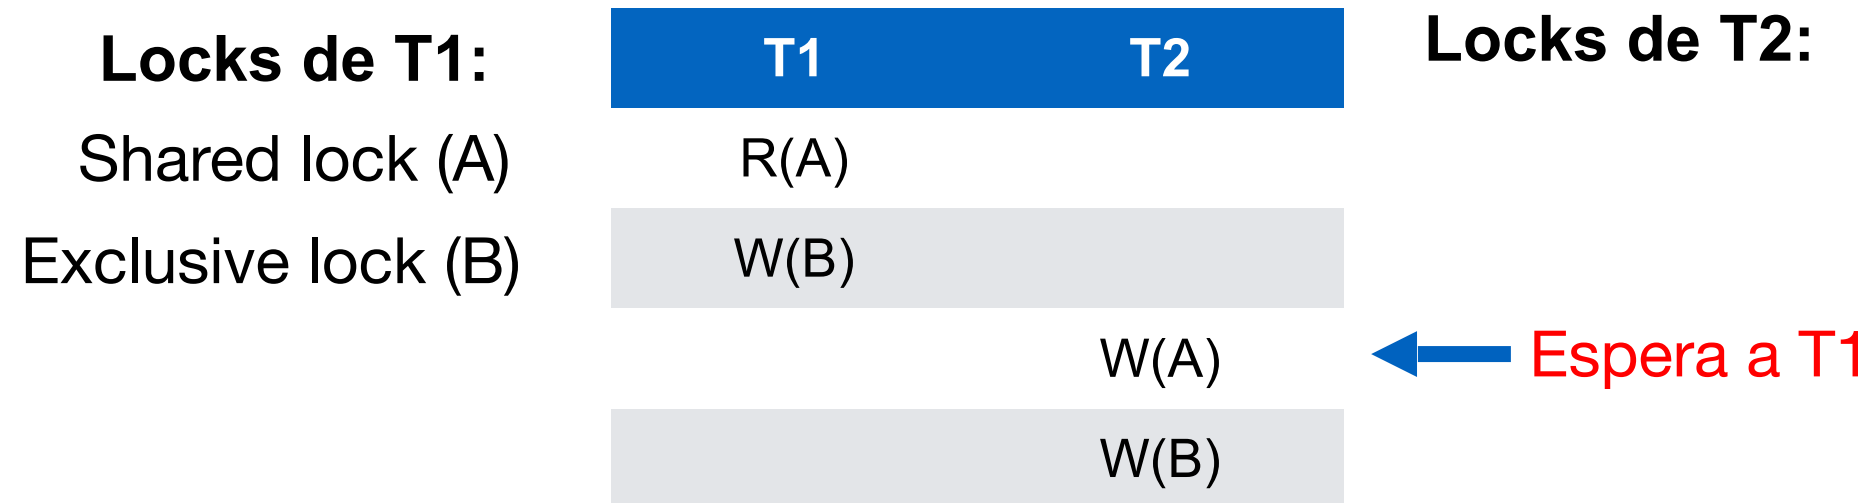 Locks de T1:
T1 T2
Locks de T2:
Shared lock (A)
R(A)
Exclusive lock (B)
W(B)
W(A)
Espera a T1
W(B)